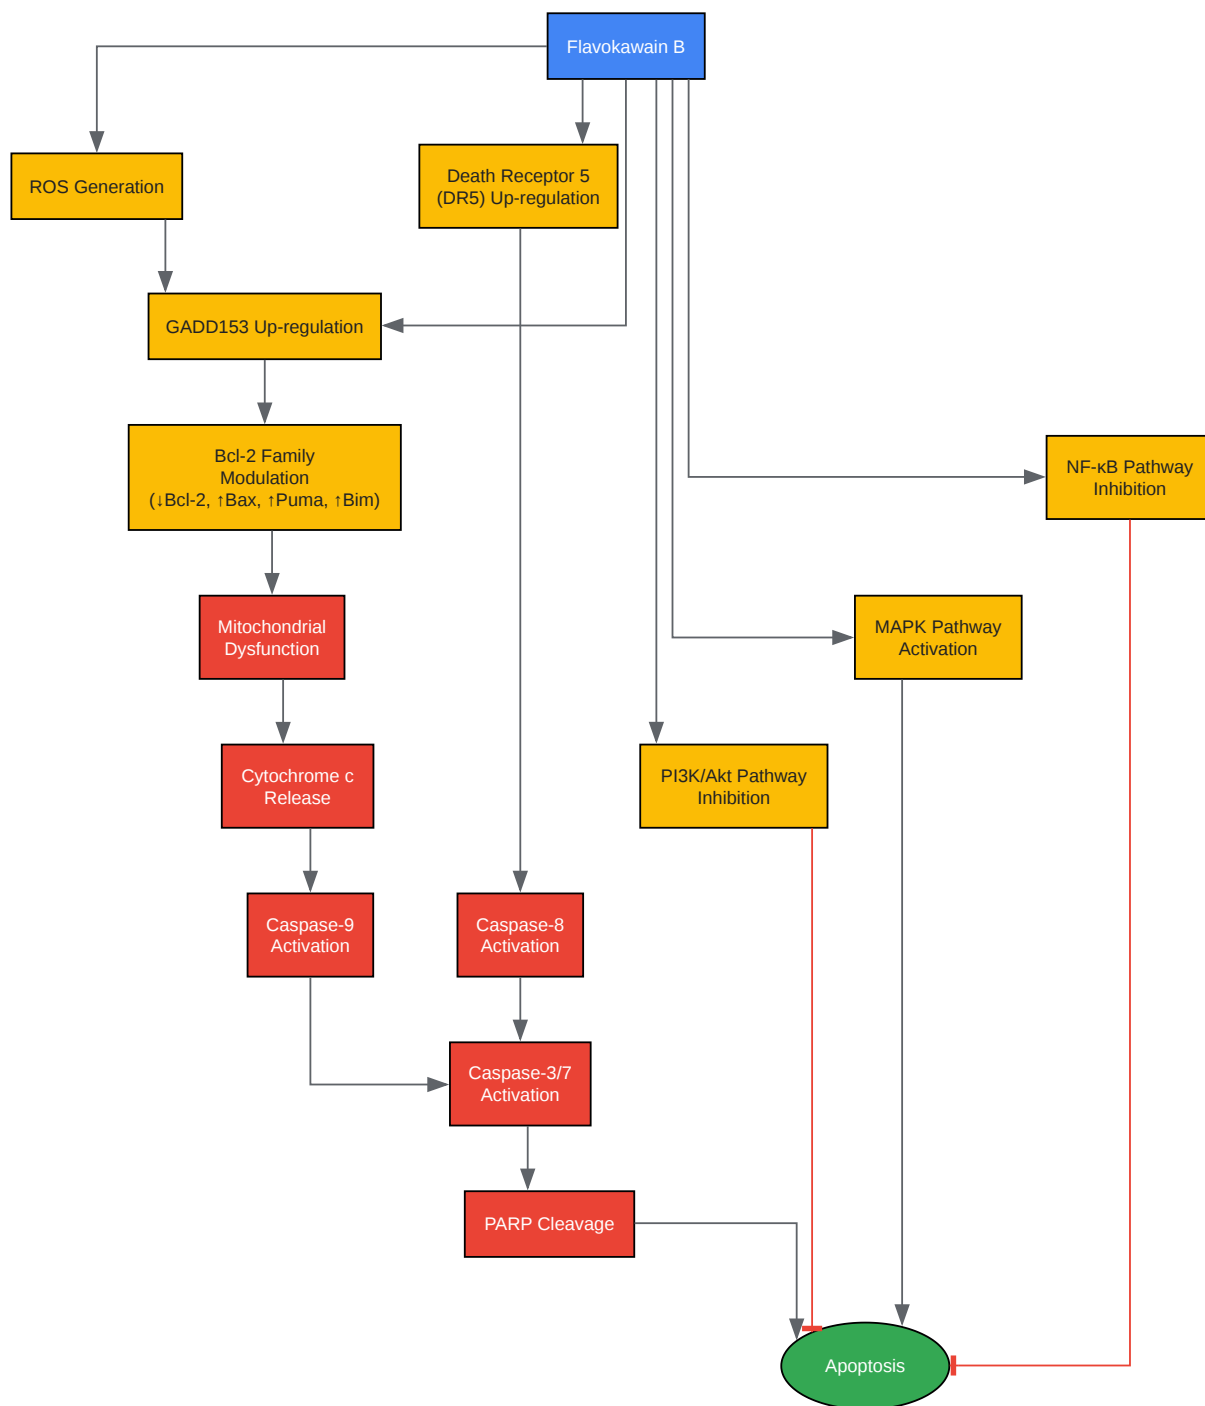 Flavokawain B
ROS Generation
Death Receptor 5
(DR5) Up-regulation
GADD153 Up-regulation
Bcl-2 Family
Modulation
(↓Bcl-2, ↑Bax, ↑Puma, ↑Bim)
NF-κB Pathway
Inhibition
Mitochondrial
Dysfunction
MAPK Pathway
Activation
Cytochrome c
Release
PI3K/Akt Pathway
Inhibition
Caspase-9
Activation
Caspase-8
Activation
Caspase-3/7
Activation
PARP Cleavage
Apoptosis